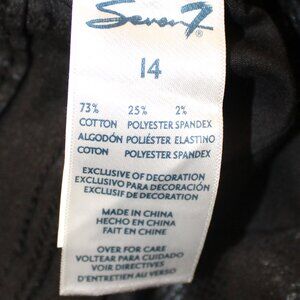 Seven7®
14
73% 25% 2%
COTTON POLYESTER SPANDEX
ALGODÓN POLIÉSTER ELASTINO
COTON POLYESTER SPANDEX
EXCLUSIVE OF DECORATION
EXCLUSIVO PARA DECORACIÓN
EXCLUSIF DE DECORATION
MADE IN CHINA
HECHO EN CHINA
FAIT EN CHINE
OVER FOR CARE
VOLTEAR PARA CUIDADO
VOIR DIRECTIVES
D'ENTRETIEN AU VERSO